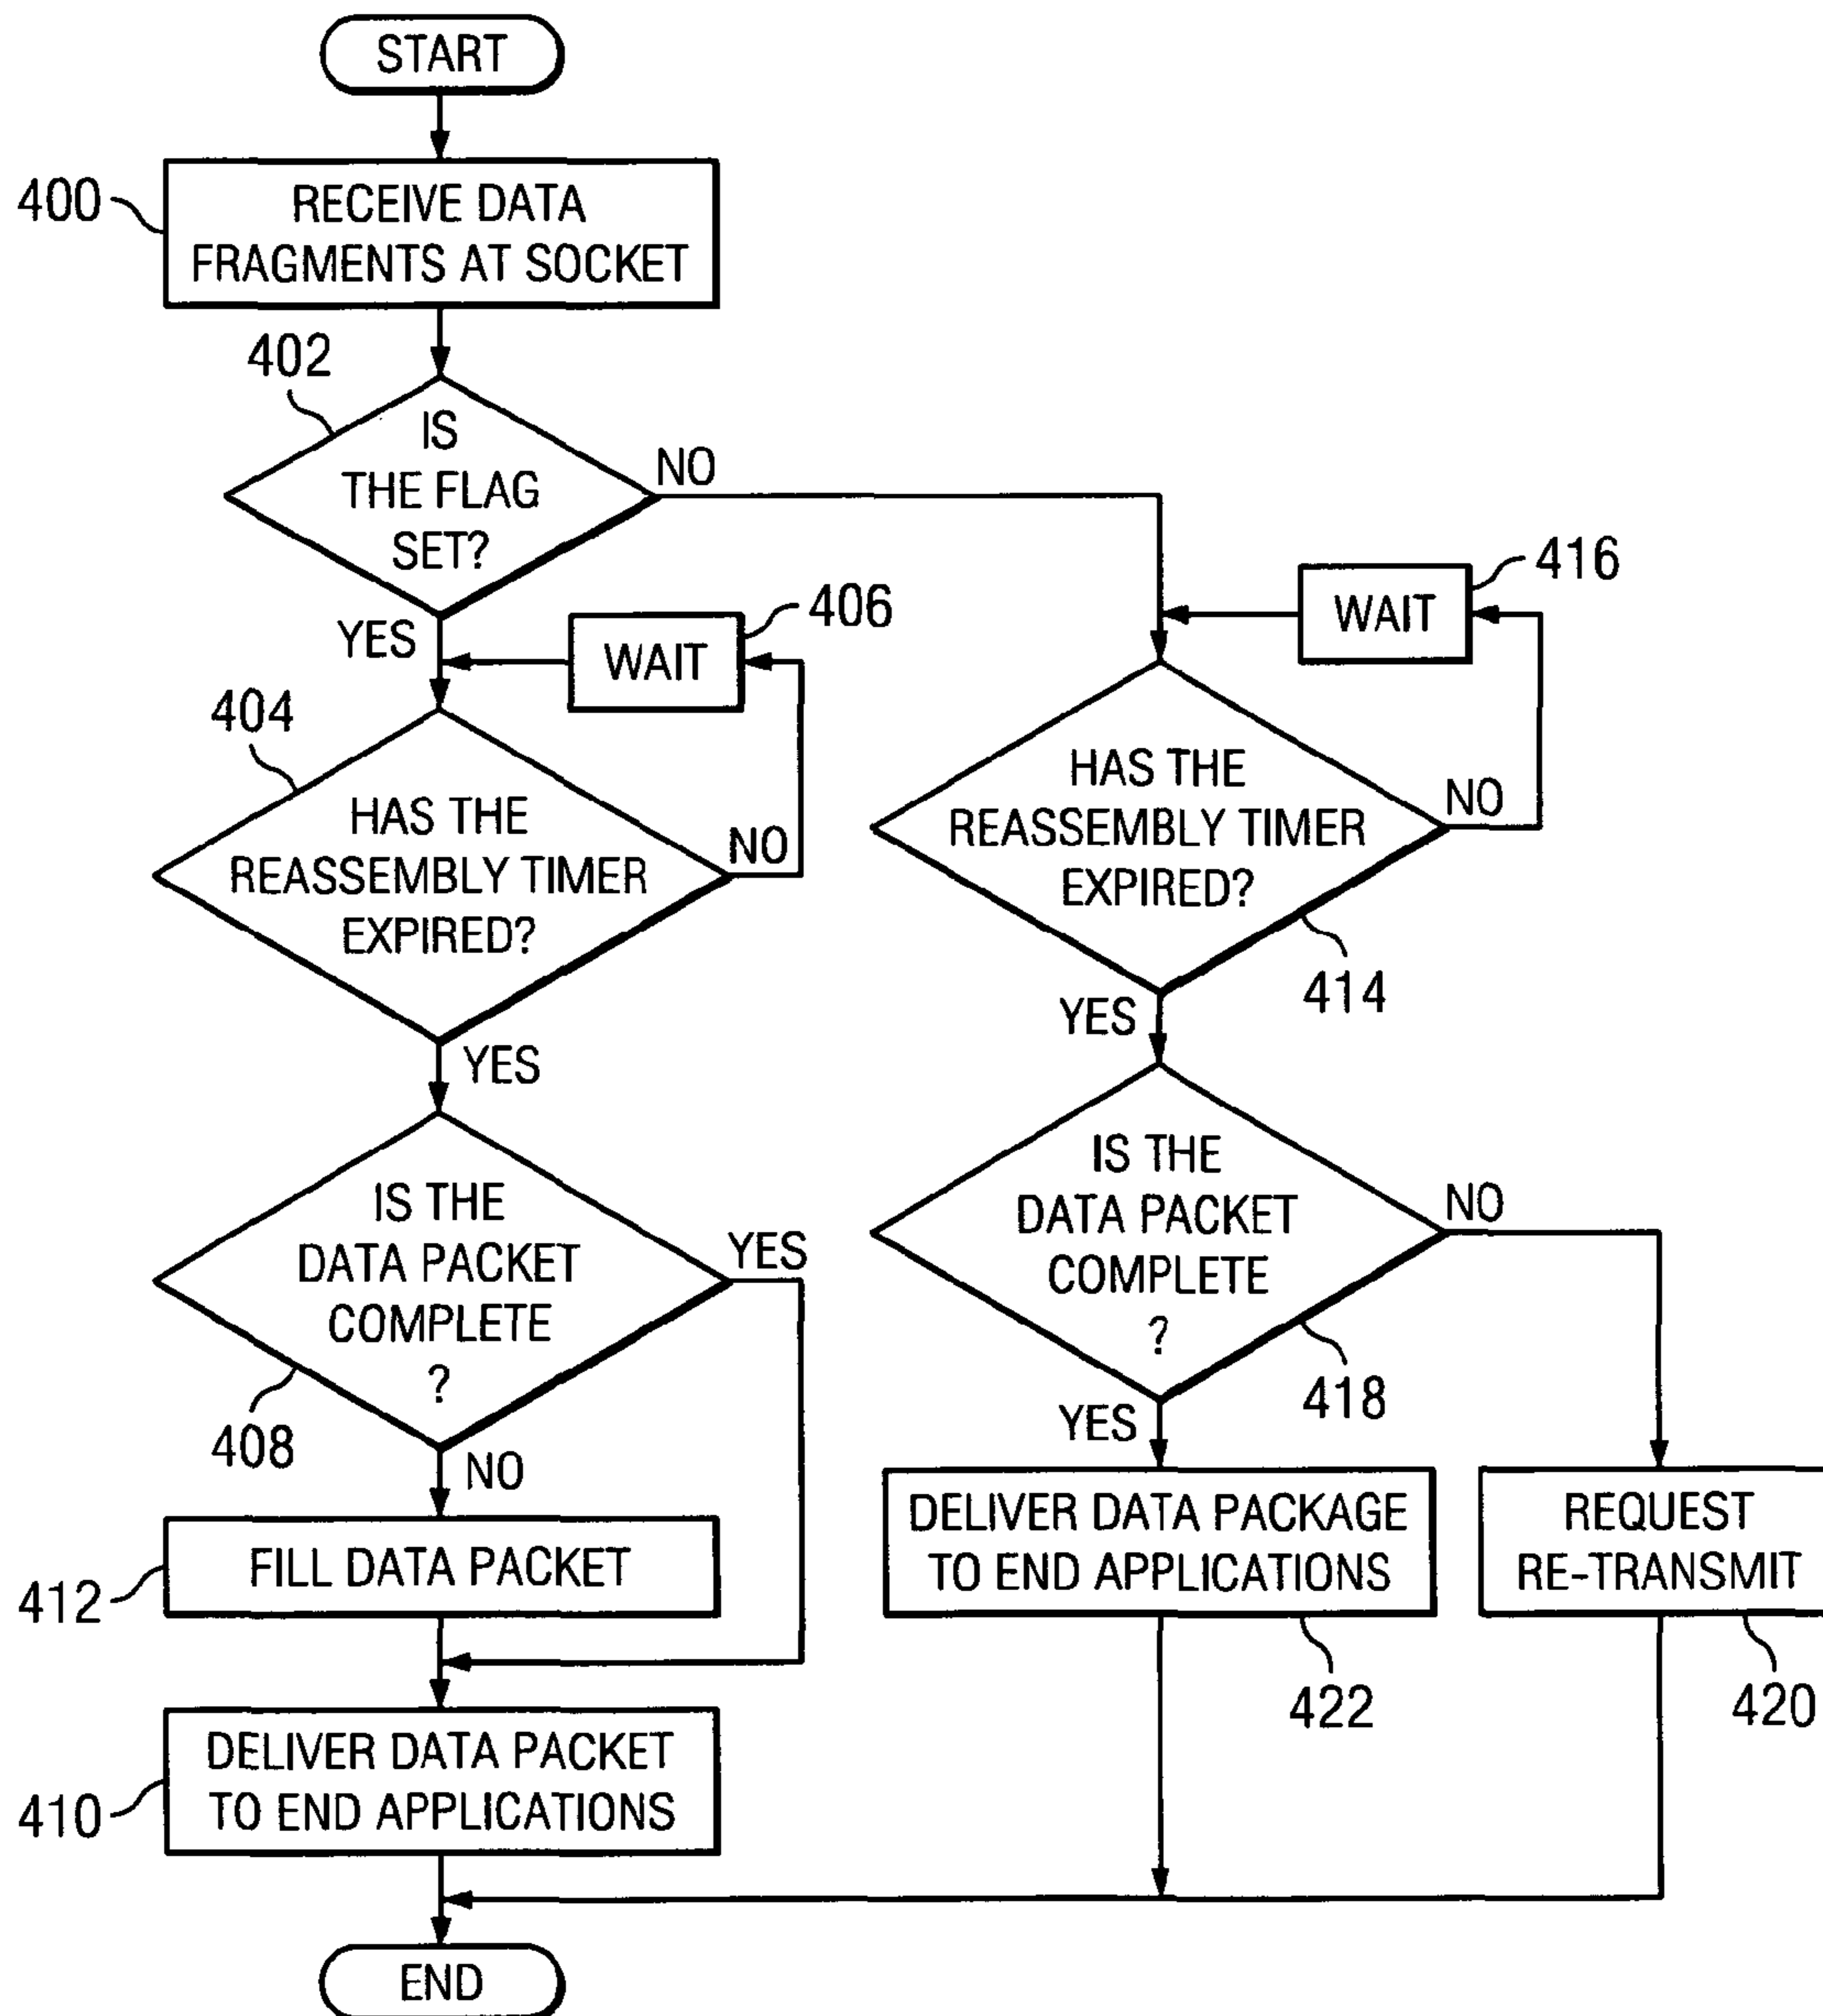 START
400
RECEIVE DATA
FRAGMENTS AT SOCKET
402
IS
THE FLAG
SET?
NO
YES
WAIT
406
WAIT
416
404
HAS THE
REASSEMBLY TIMER
EXPIRED?
NO
YES
HAS THE
REASSEMBLY TIMER
EXPIRED?
NO
414
YES
IS THE
DATA PACKET
COMPLETE
?
YES
408
NO
IS THE
DATA PACKET
COMPLETE
?
NO
418
YES
412
FILL DATA PACKET
DELIVER DATA PACKAGE
TO END APPLICATIONS
422
REQUEST
RE-TRANSMIT
420
410
DELIVER DATA PACKET
TO END APPLICATIONS
END